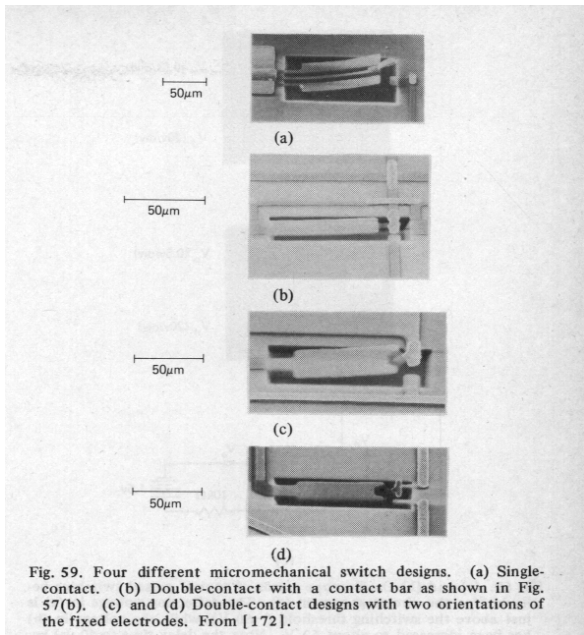 50μm
(a)
50μm
(b)
50μm
(c)
50μm
(d)
Fig. 59. Four different micromechanical switch designs. (a) Single-
contact. (b) Double-contact with a contact bar as shown in Fig.
57(b). (c) and (d) Double-contact designs with two orientations of
the fixed electrodes. From [172].